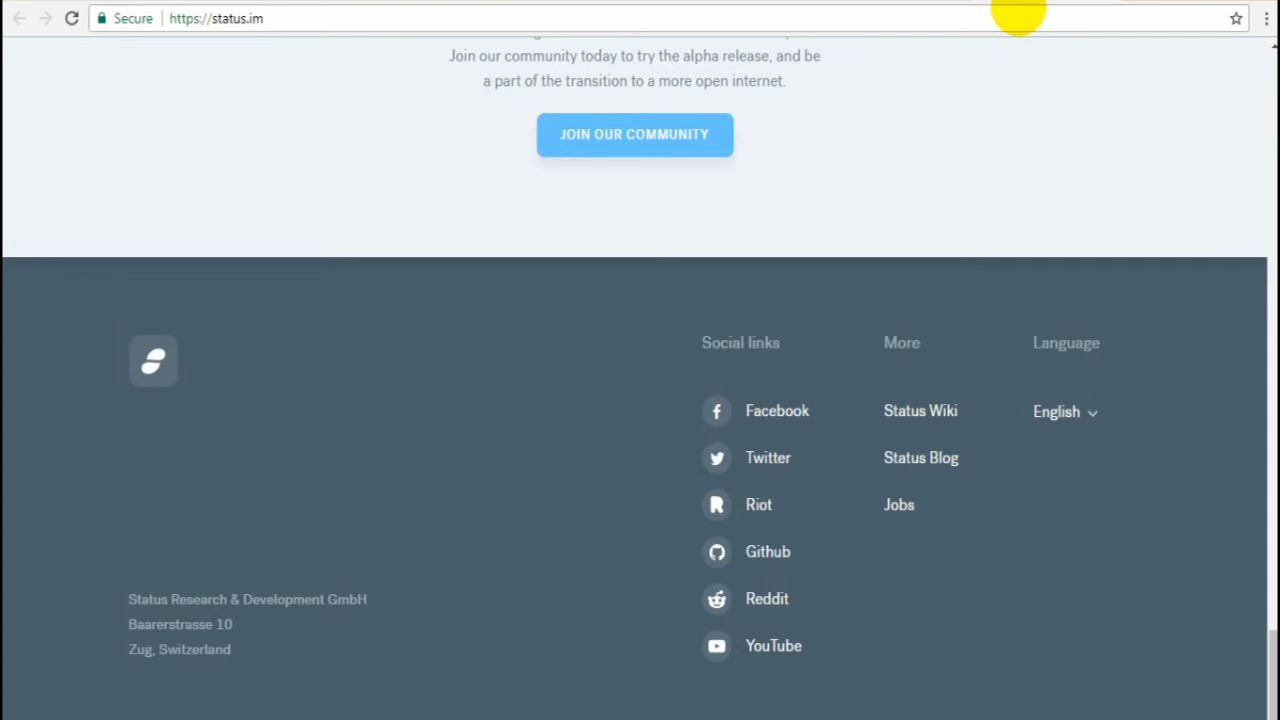 Secure
https://status.im
Join our community today to try the alpha release, and be
a part of the transition to a more open internet.
JOIN OUR COMMUNITY
Social links
Facebook
Twitter
Riot
Github
Reddit
YouTube
More
Status Wiki
Status Blog
Jobs
Language
English
Status Research & Development GmbH
Baarerstrasse 10
Zug, Switzerland